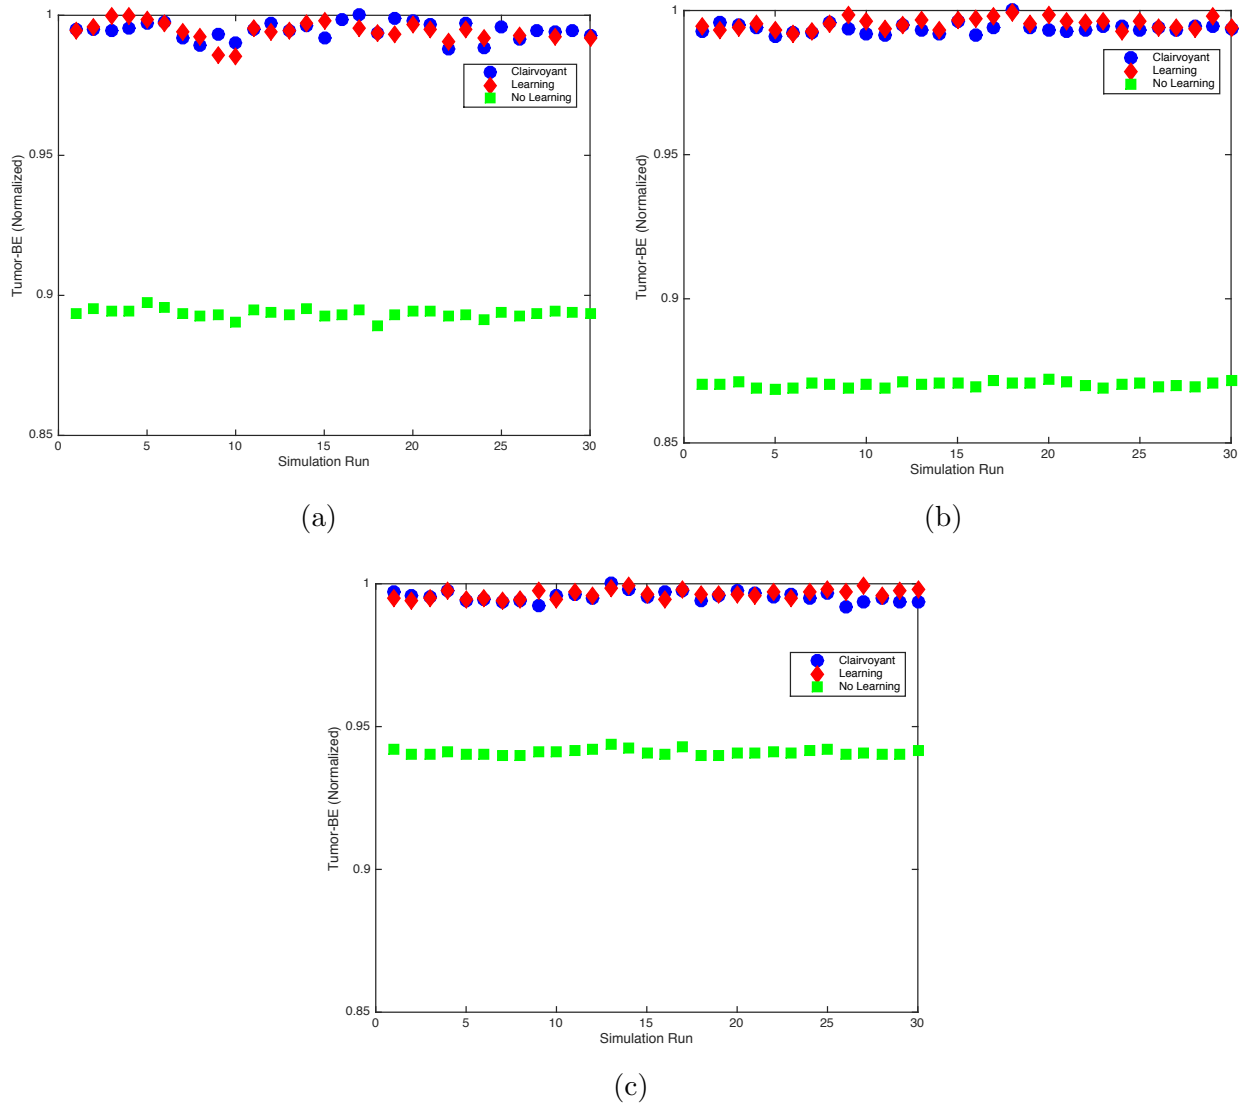 1
0.95
0.9
0.85
0
5
10
15
20
25
30
Tumor-BE (Normalized)
Simulation Run
Clairvoyant
Learning
No Learning
(a)
1
0.95
0.9
0.85
0
5
10
15
20
25
30
Tumor-BE (Normalized)
Simulation Run
Clairvoyant
Learning
No Learning
(b)
1
0.95
0.9
0.85
0
5
10
15
20
25
30
Tumor-BE (Normalized)
Simulation Run
Clairvoyant
Learning
No Learning
(c)